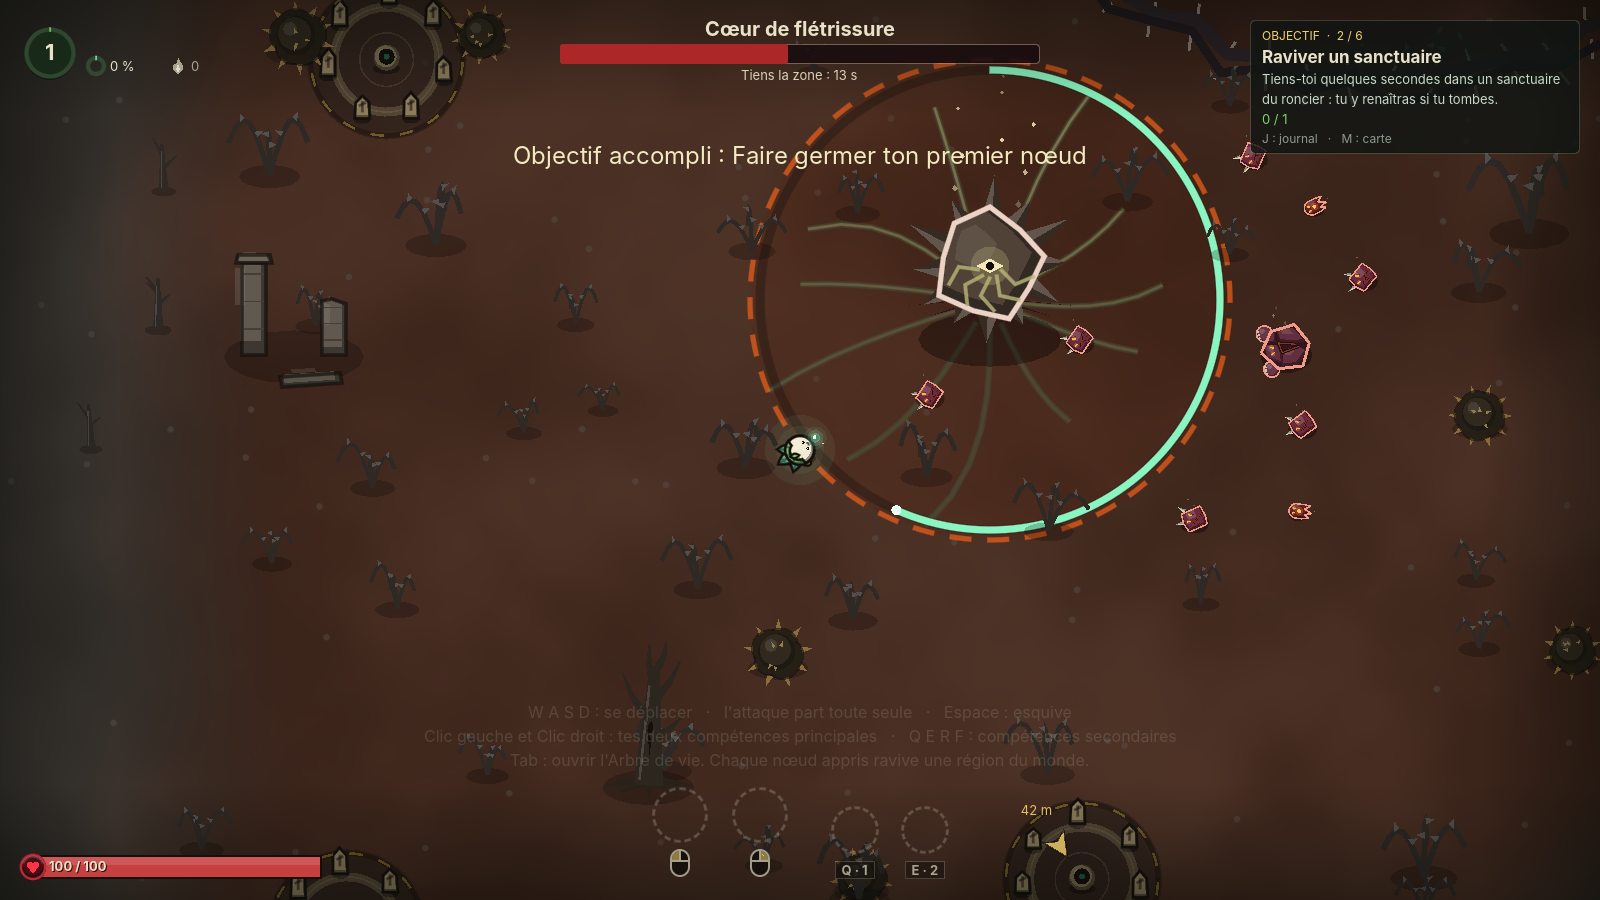 1
0 %
0
Cœur de flétrissure
Tiens la zone : 13 s
OBJECTIF · 2 / 6
Raviver un sanctuaire
Tiens-toi quelques secondes dans un sanctuaire
du roncier : tu y renaîtras si tu tombes.
0 / 1
J : journal · M : carte
Objectif accompli : Faire germer ton premier nœud
W A S D : se déplacer · l'attaque part toute seule · Espace : esquive
Clic gauche et Clic droit : tes deux compétences principales · Q E R F : compétences secondaires
Tab : ouvrir l'Arbre de vie. Chaque nœud appris ravive une région du monde.
42 m
100 / 100
Q · 1
E · 2